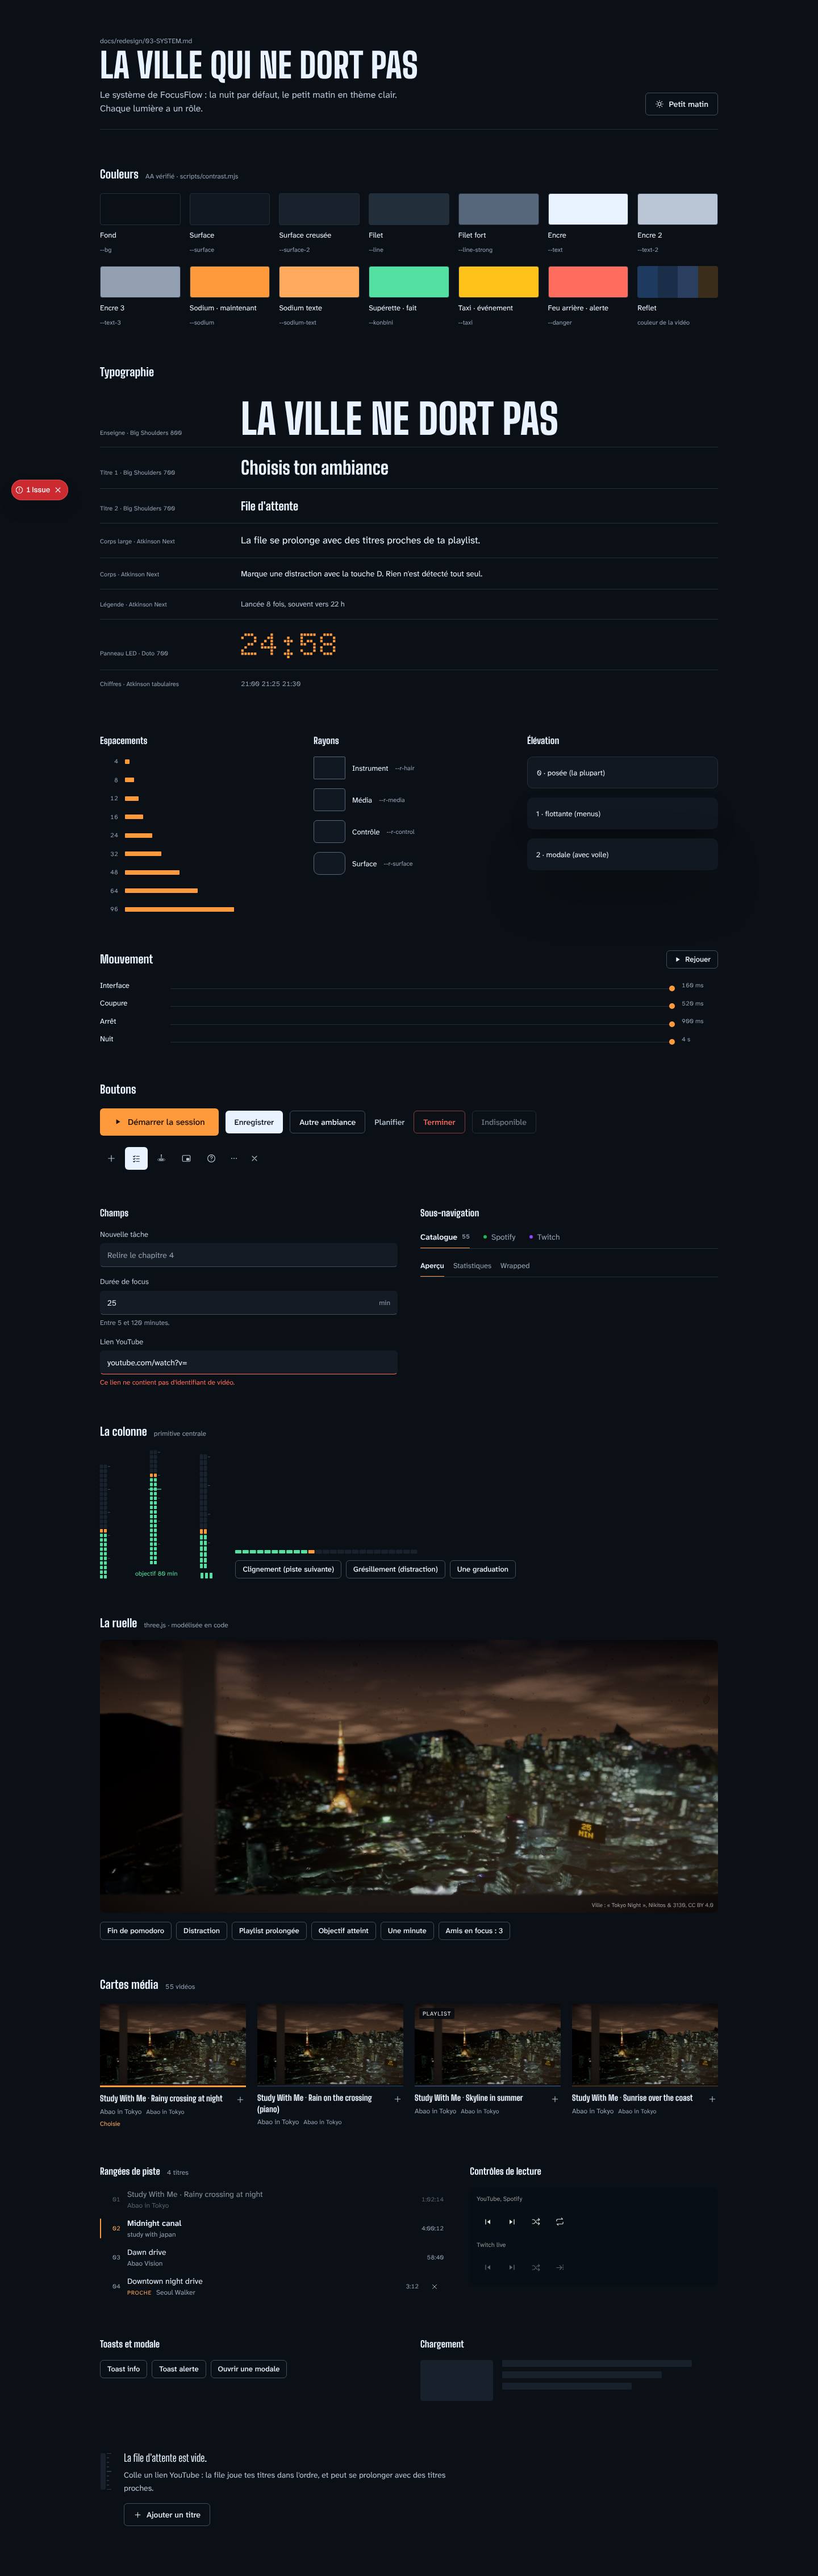 docs/redesign/03-SYSTEM.md
LA VILLE QUI NE DORT PAS
Le système de FocusFlow : la nuit par défaut, le petit matin en thème clair.
Chaque lumière a un rôle.
Petit matin
Couleurs AA vérifié · scripts/contrast.mjs
Fond Surface Surface creusée Filet Filet fort Encre Encre 2
--bg --surface --surface-2 --line --line-strong --text --text-2
Encre 3 Sodium · maintenant Sodium texte Supérette · fait Taxi · événement Feu arrière · alerte Reflet
--text-3 --sodium --sodium-text --konbini --taxi --danger couleur de la vidéo
Typographie
Enseigne · Big Shoulders 800 LA VILLE NE DORT PAS
Titre 1 · Big Shoulders 700 Choisis ton ambiance
Titre 2 · Big Shoulders 700 File d'attente
Corps large · Atkinson Next La file se prolonge avec des titres proches de ta playlist.
Corps · Atkinson Next Marque une distraction avec la touche D. Rien n'est détecté tout seul.
Légende · Atkinson Next Lancée 8 fois, souvent vers 22 h
Panneau LED · Doto 700 24:58
Chiffres · Atkinson tabulaires 21:00 21:25 21:30
1 Issue
Espacements
4
8
12
16
24
32
48
64
96
Rayons
Instrument --r-hair
Média --r-media
Contrôle --r-control
Surface --r-surface
Élévation
0 · posée (la plupart)
1 · flottante (menus)
2 · modale (avec voile)
Mouvement Rejouer
Interface 160 ms
Coupure 520 ms
Arrêt 900 ms
Nuit 4 s
Boutons
Démarrer la session Enregistrer Autre ambiance Planifier Terminer Indisponible
Champs
Nouvelle tâche
Relire le chapitre 4
Durée de focus
25 min
Entre 5 et 120 minutes.
Lien YouTube
youtube.com/watch?v=
Ce lien ne contient pas d'identifiant de vidéo.
Sous-navigation
Catalogue 55 Spotify Twitch
Aperçu Statistiques Wrapped
La colonne primitive centrale
objectif 80 min
Clignement (piste suivante) Grésillement (distraction) Une graduation
La ruelle three.js · modélisée en code
25
MIN
Ville : « Tokyo Night », Nikitos & 3138, CC BY 4.0
Fin de pomodoro Distraction Playlist prolongée Objectif atteint Une minute Amis en focus : 3
Cartes média 55 vidéos
PLAYLIST
Study With Me · Rainy crossing at night
Abao in Tokyo Abao in Tokyo
Choisie
Study With Me · Rain on the crossing
(piano)
Abao in Tokyo Abao in Tokyo
Study With Me · Skyline in summer
Abao in Tokyo Abao in Tokyo
Study With Me · Sunrise over the coast
Abao in Tokyo Abao in Tokyo
Rangées de piste 4 titres
01 Study With Me · Rainy crossing at night 1:02:14
Abao in Tokyo
02 Midnight canal 4:00:12
study with japan
03 Dawn drive 58:40
Abao Vision
04 Downtown night drive 3:12
PROCHE Seoul Walker
Contrôles de lecture
YouTube, Spotify
Twitch live
Toasts et modale
Toast info Toast alerte Ouvrir une modale
Chargement
La file d'attente est vide.
Colle un lien YouTube : la file joue tes titres dans l'ordre, et peut se prolonger avec des titres
proches.
Ajouter un titre